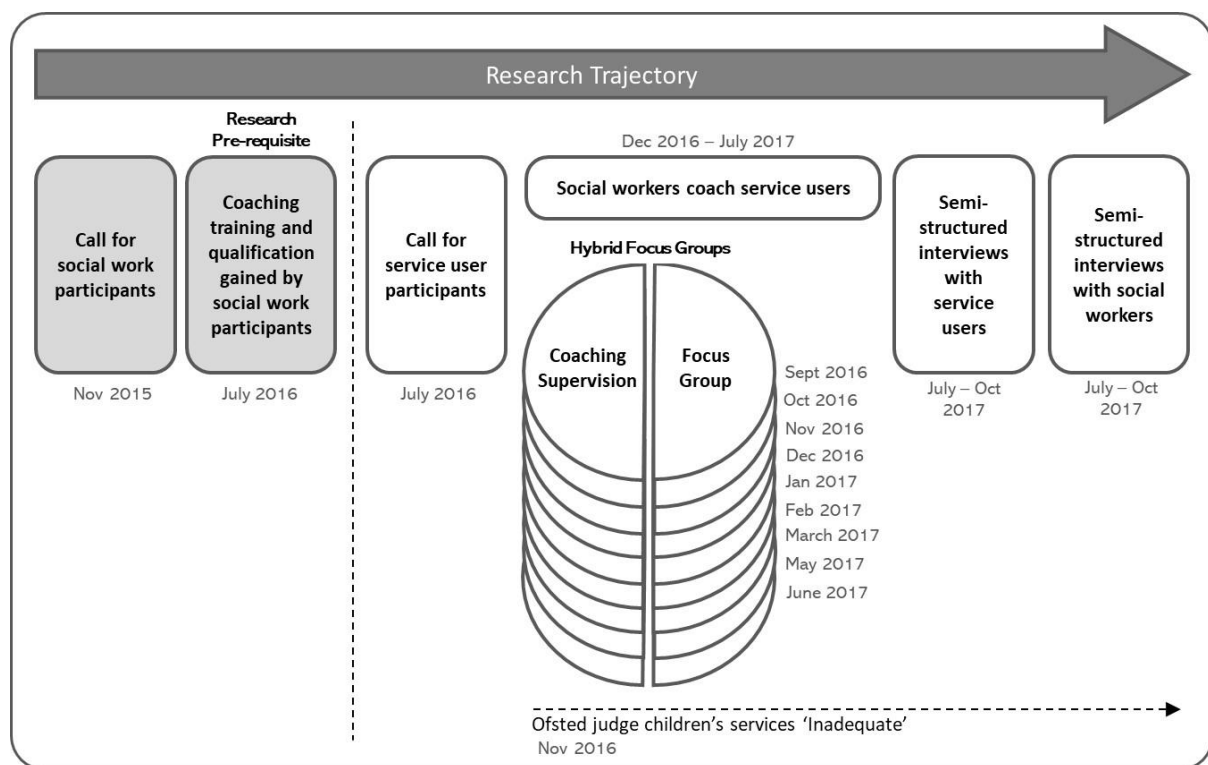 Research Trajectory
Research
Pre-requisite
Call for
social work
participants
Nov 2015
Coaching
training and
qualification
gained by
social work
participants
July 2016
Call for
service user
participants
July 2016
Dec 2016 – July 2017
Social workers coach service users
Hybrid Focus Groups
Coaching
Supervision
Focus
Group
Sept 2016
Oct 2016
Nov 2016
Dec 2016
Jan 2017
Feb 2017
March 2017
May 2017
June 2017
Semi-
structured
interviews
with
service
users
July – Oct
2017
Semi-
structured
interviews
with social
workers
July – Oct
2017
Ofsted judge children’s services ‘Inadequate’
Nov 2016